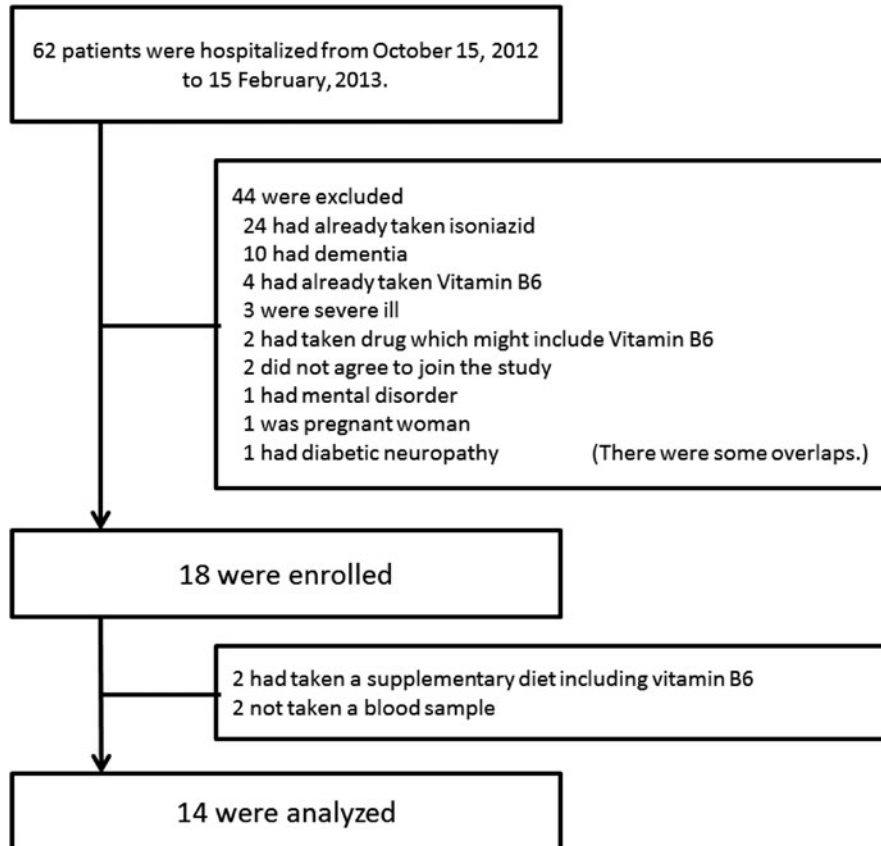 62 patients were hospitalized from October 15, 2012
to 15 February, 2013.
44 were excluded
24 had already taken isoniazid
10 had dementia
4 had already taken Vitamin B6
3 were severe ill
2 had taken drug which might include Vitamin B6
2 did not agree to join the study
1 had mental disorder
1 was pregnant woman
1 had diabetic neuropathy (There were some overlaps.)
18 were enrolled
2 had taken a supplementary diet including vitamin B6
2 not taken a blood sample
14 were analyzed